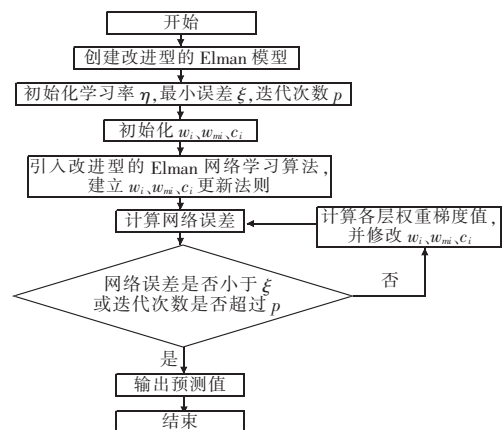 开始
创建改进型的 Elman 模型
初始化学习率 η,最小误差 ξ,迭代次数 p
初始化 wᵢ、wₘᵢ、cᵢ
引入改进型的 Elman 网络学习算法,
建立 wᵢ、wₘᵢ、cᵢ 更新法则
计算网络误差
计算各层权重梯度值,
并修改 wᵢ、wₘᵢ、cᵢ
网络误差是否小于 ξ
或迭代次数是否超过 p
否
是
输出预测值
结束